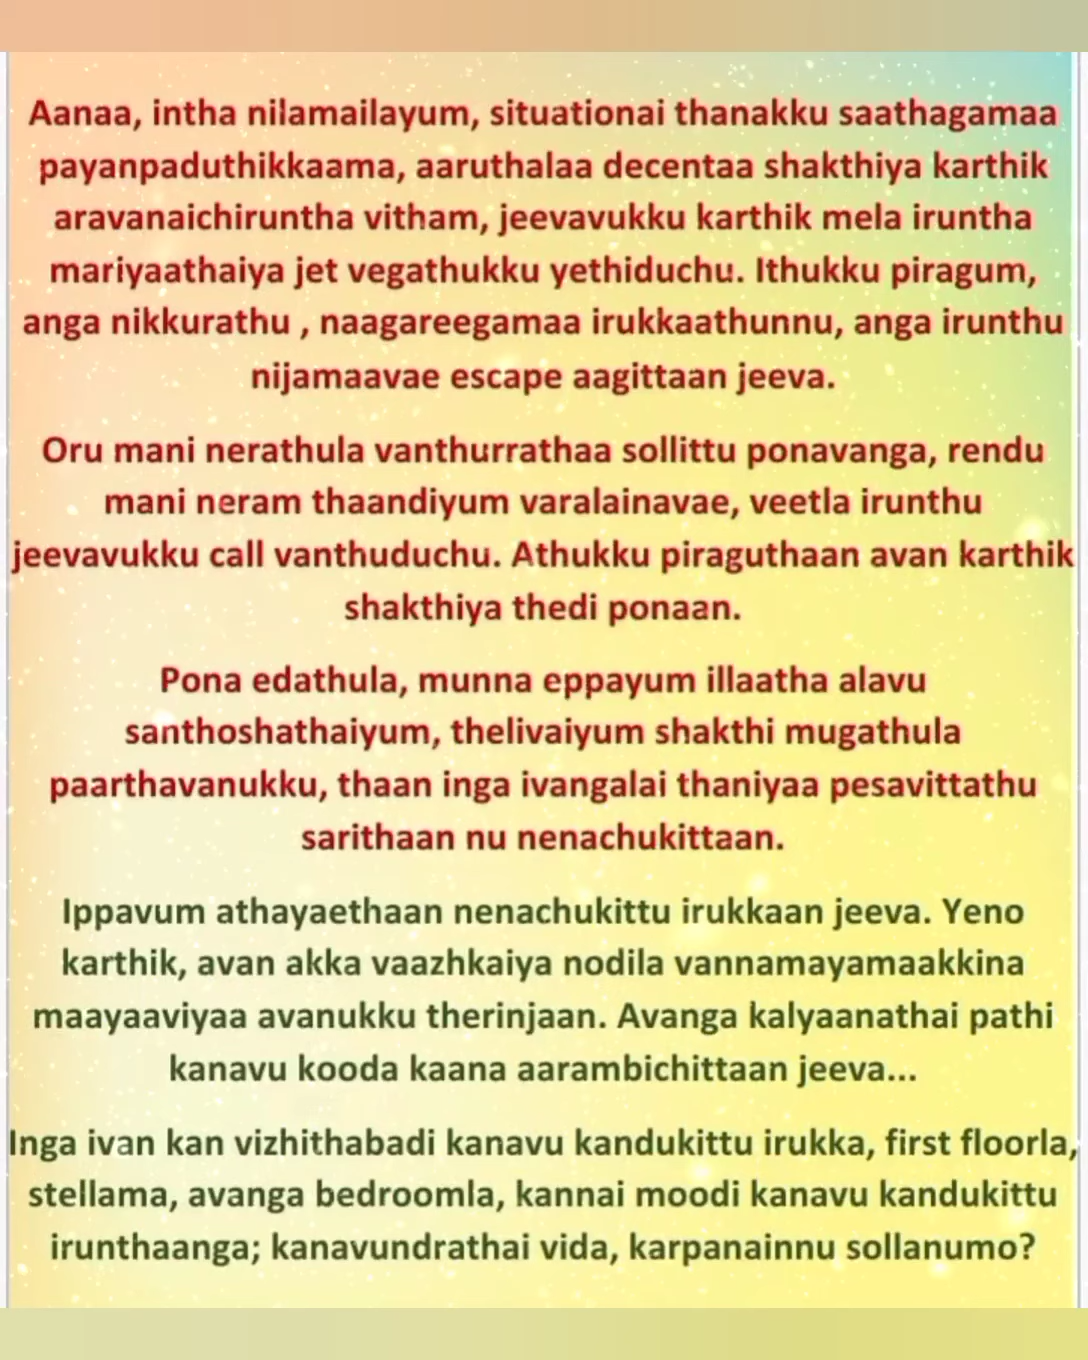 Aanaa, intha nilamailayum, situationai thanakku saathagamaa
payanpaduthikkaama, aaruthalaa decentaa shakthiya karthik
aravanaichiruntha vitham, jeevavukku karthik mela iruntha
mariyaathaiya jet vegathukku yethiduchu. Ithukku piragum,
anga nikkurathu , naagareegamaa irukkaathunnu, anga irunthu
nijamaavae escape aagittaan jeeva.
Oru mani nerathula vanthurrathaa sollittu ponavanga, rendu
mani neram thaandiyum varalainavae, veetla irunthu
jeevavukku call vanthuduchu. Athukku piraguthaan avan karthik
shakthiya thedi ponaan.
Pona edathula, munna eppayum illaatha alavu
santhoshathaiyum, thelivaiyum shakthi mugathula
paarthavanukku, thaan inga ivangalai thaniyaa pesavittathu
sarithaan nu nenachukittaan.
Ippavum athayaethaan nenachukittu irukkaan jeeva. Yeno
karthik, avan akka vaazhkaiya nodila vannamayamaakkina
maayaaviyaa avanukku therinjaan. Avanga kalyaanathai pathi
kanavu kooda kaana aarambichittaan jeeva...
Inga ivan kan vizhithabadi kanavu kandukittu irukka, first floorla,
stellama, avanga bedroomla, kannai moodi kanavu kandukittu
irunthaanga; kanavundrathai vida, karpanainnu sollanumo?